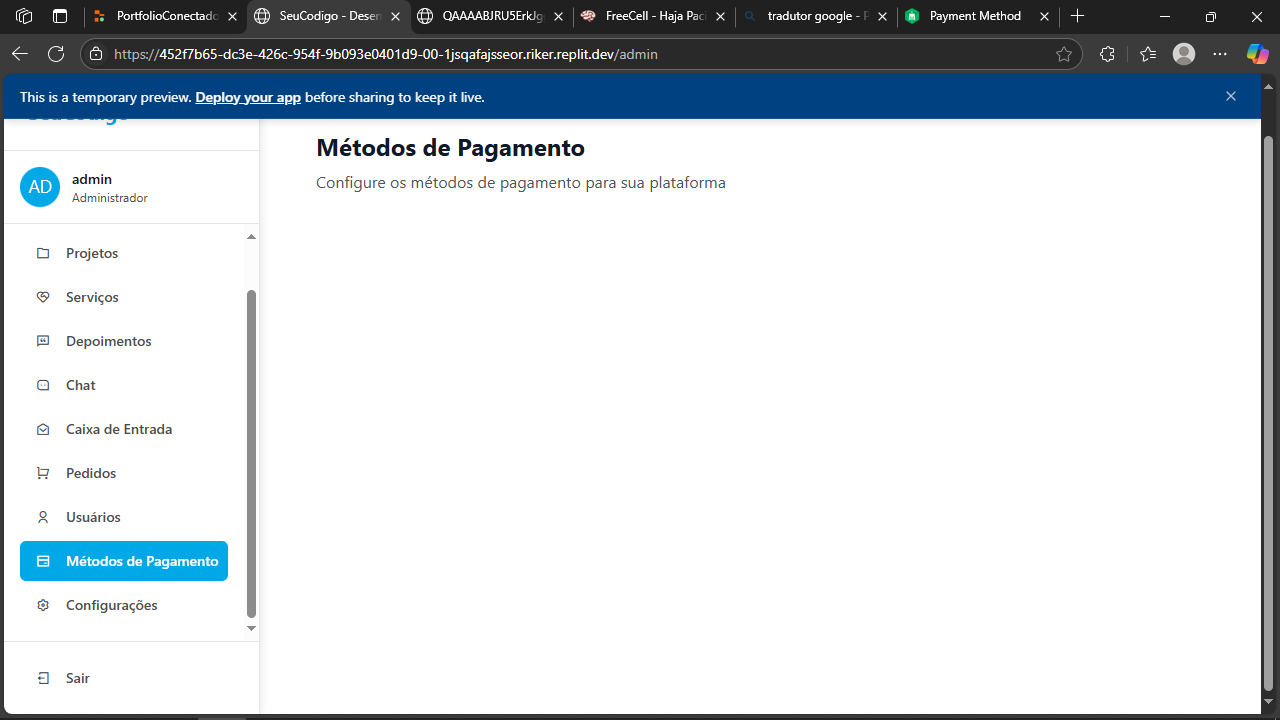 PortfolioConectado
SeuCodigo - Desen
QAAAABJRU5ErkJg
FreeCell - Haja Paci
tradutor google - P
Payment Method
https://452f7b65-dc3e-426c-954f-9b093e0401d9-00-1jsqafajsseor.riker.replit.dev/admin
This is a temporary preview. Deploy your app before sharing to keep it live.
SeuCodigo
Métodos de Pagamento
Configure os métodos de pagamento para sua plataforma
AD
admin
Administrador
Projetos
Serviços
Depoimentos
Chat
Caixa de Entrada
Pedidos
Usuários
Métodos de Pagamento
Configurações
Sair